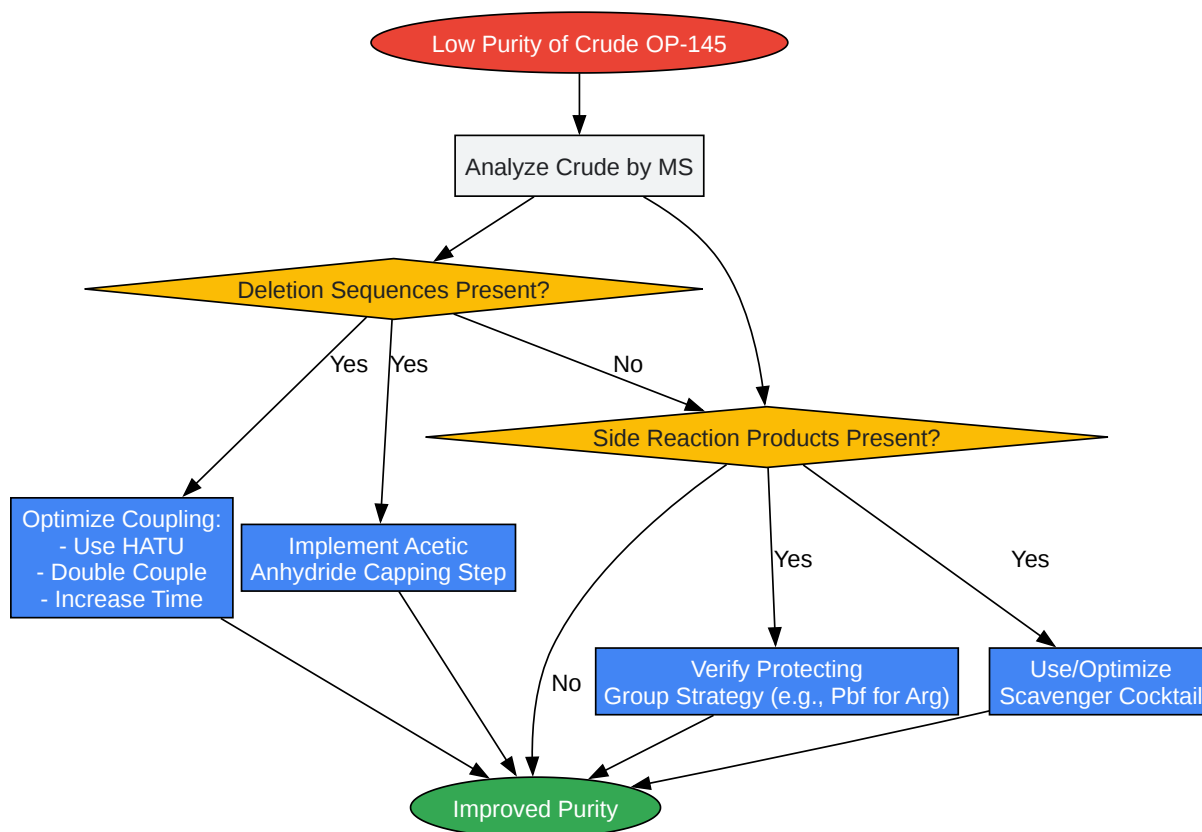 Low Purity of Crude OP-145
Analyze Crude by MS
Deletion Sequences Present?
Yes
Yes
No
Side Reaction Products Present?
Optimize Coupling:
- Use HATU
- Double Couple
- Increase Time
Implement Acetic
Anhydride Capping Step
Yes
Yes
No
Verify Protecting
Group Strategy (e.g., Pbf for Arg)
Use/Optimize
Scavenger Cocktail
Improved Purity